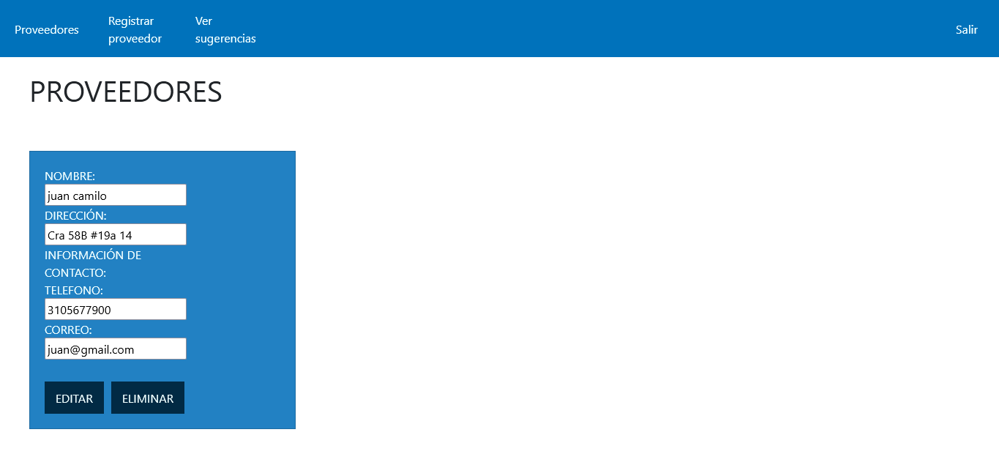 Proveedores
Registrar
proveedor
Ver
sugerencias
Salir
PROVEEDORES
NOMBRE:
juan camilo
DIRECCIÓN:
Cra 58B #19a 14
INFORMACIÓN DE
CONTACTO:
TELEFONO:
3105677900
CORREO:
juan@gmail.com
EDITAR
ELIMINAR